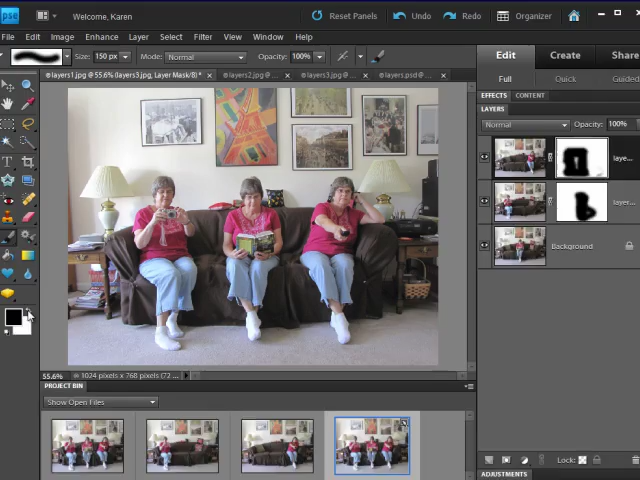 pse
Welcome, Karen
Reset Panels
Undo
Redo
Organizer
File Edit Image Enhance Layer Select Filter View Window Help
Size: 150 px Mode: Normal Opacity: 100%
Edit Create Share
layers1.jpg @ 55.6% (layers3.jpg, Layer Mask/8) * layers2.jpg @... layers3.jpg @... layers.psd @...
Full Quick Guided
EFFECTS CONTENT
LAYERS
Normal Opacity: 100%
laye...
layer...
Background
55.6% 1024 pixels x 768 pixels (72 ...
PROJECT BIN
Show Open Files
Lock:
ADJUSTMENTS